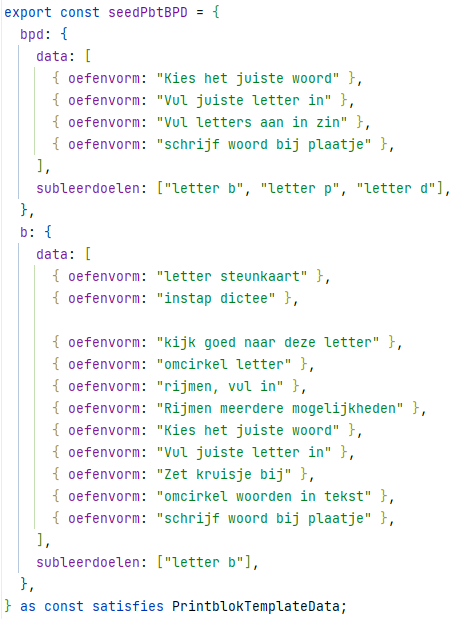 export const seedPbtBPD = {
  bpd: {
    data: [
      { oefenvorm: "Kies het juiste woord" },
      { oefenvorm: "Vul juiste letter in" },
      { oefenvorm: "Vul letters aan in zin" },
      { oefenvorm: "schrijf woord bij plaatje" },
    ],
    subleerdoelen: ["letter b", "letter p", "letter d"],
  },
  b: {
    data: [
      { oefenvorm: "letter steunkaart" },
      { oefenvorm: "instap dictee" },

      { oefenvorm: "kijk goed naar deze letter" },
      { oefenvorm: "omcirkel letter" },
      { oefenvorm: "rijmen, vul in" },
      { oefenvorm: "Rijmen meerdere mogelijkheden" },
      { oefenvorm: "Kies het juiste woord" },
      { oefenvorm: "Vul juiste letter in" },
      { oefenvorm: "Zet kruisje bij" },
      { oefenvorm: "omcirkel woorden in tekst" },
      { oefenvorm: "schrijf woord bij plaatje" },
    ],
    subleerdoelen: ["letter b"],
  },
} as const satisfies PrintblokTemplateData;